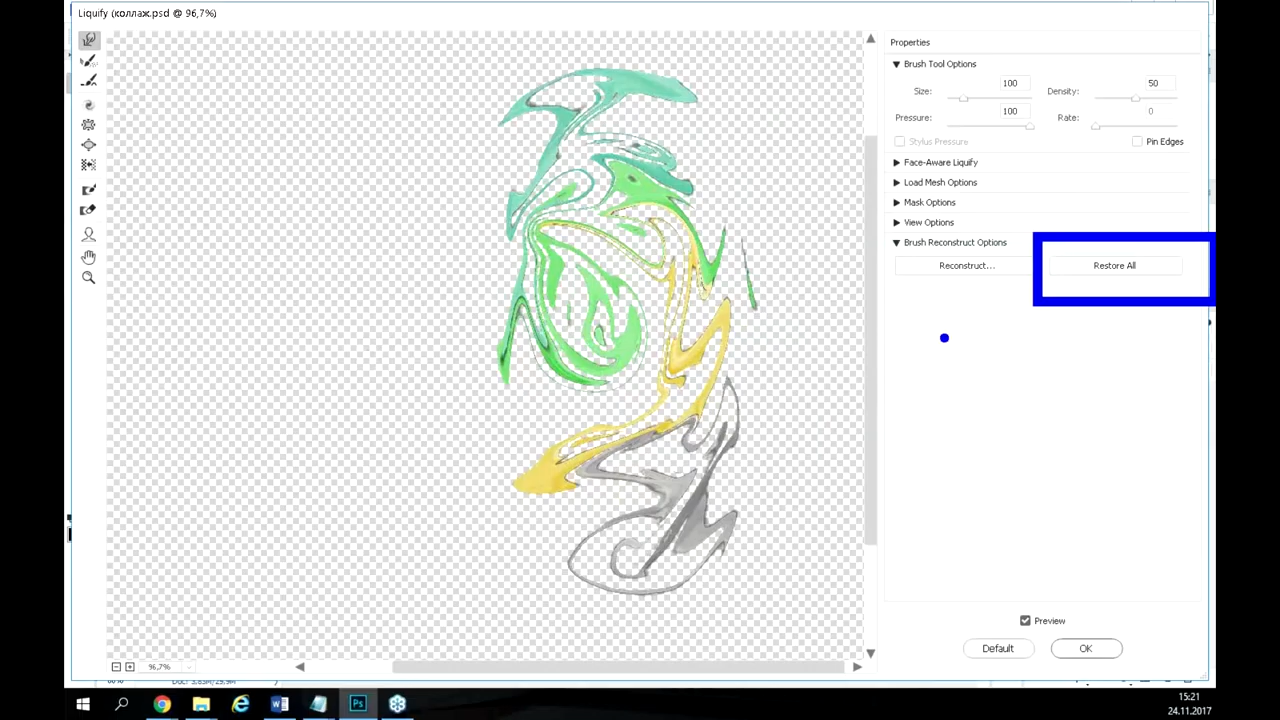 Liquify (коллаж.psd @ 96,7%)
Properties
Brush Tool Options
Size: 100 Density: 50
Pressure: 100 Rate: 0
Stylus Pressure Pin Edges
Face-Aware Liquify
Load Mesh Options
Mask Options
View Options
Brush Reconstruct Options
Reconstruct... Restore All
Preview
Default OK
96,7%
Ps
15:21
24.11.2017